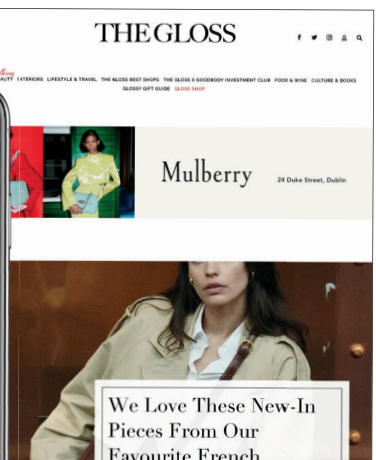 THE GLOSS
INTERIORS LIFESTYLE & TRAVEL THE GLOSS BEST SHOPS THE GLOSS X GOODBODY INVESTMENT CLUB FOOD & WINE CULTURE & BOOKS
GLOSSY GIFT GUIDE GLOSS SHOP
Mulberry 24 Duke Street, Dublin
We Love These New-In
Pieces From Our
Favourite French